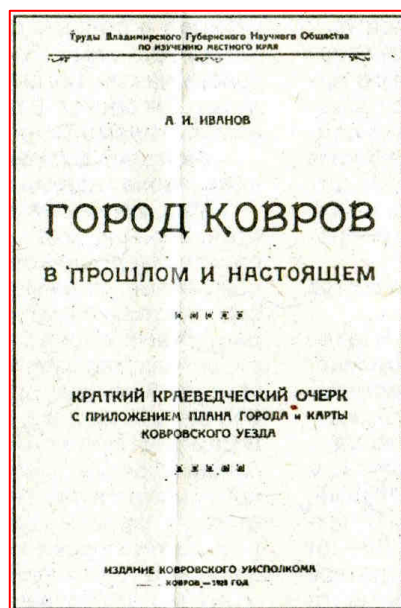 Труды Владимирского Губернского Научного Общества
ПО ИЗУЧЕНИЮ МЕСТНОГО КРАЯ
А. И. ИВАНОВ
ГОРОД КОВРОВ
В ПРОШЛОМ И НАСТОЯЩЕМ
КРАТКИЙ КРАЕВЕДЧЕСКИЙ ОЧЕРК
С ПРИЛОЖЕНИЕМ ПЛАНА ГОРОДА и КАРТЫ
КОВРОВСКОГО УЕЗДА
ИЗДАНИЕ КОВРОВСКОГО УИСПОЛКОМА
КОВРОВ,— ГОД